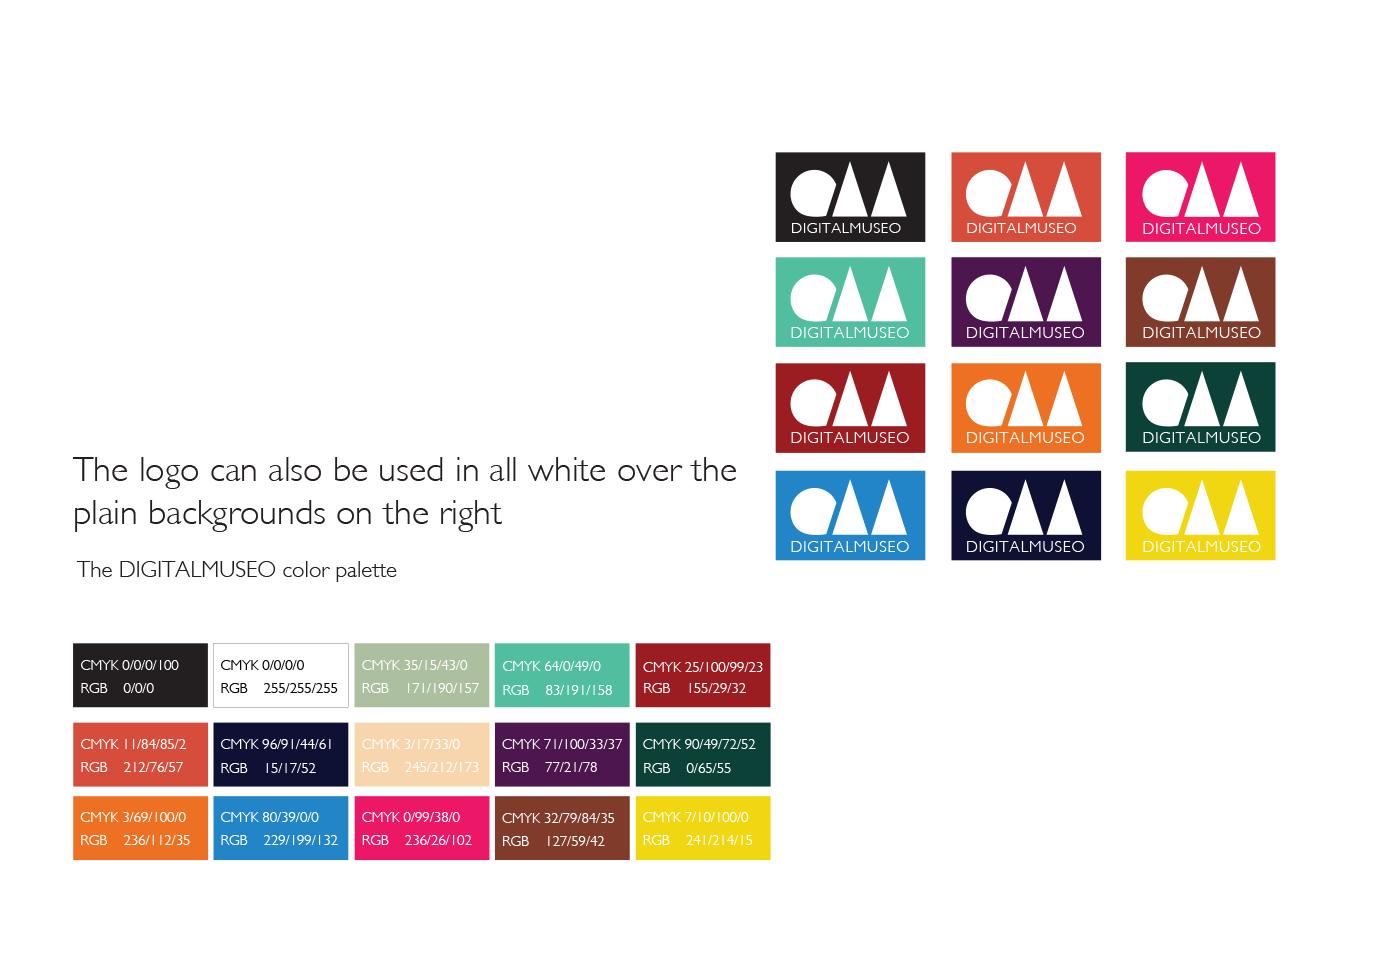 DIGITALMUSEO
DIGITALMUSEO
DIGITALMUSEO
DIGITALMUSEO
DIGITALMUSEO
DIGITALMUSEO
DIGITALMUSEO
DIGITALMUSEO
DIGITALMUSEO
DIGITALMUSEO
DIGITALMUSEO
DIGITALMUSEO
The logo can also be used in all white over the
plain backgrounds on the right
The DIGITALMUSEO color palette
CMYK 0/0/0/100
RGB 0/0/0
CMYK 0/0/0/0
RGB 255/255/255
CMYK 35/15/43/0
RGB 171/190/157
CMYK 64/0/49/0
RGB 83/191/158
CMYK 25/100/99/23
RGB 155/29/32
CMYK 11/84/85/2
RGB 212/76/57
CMYK 96/91/44/61
RGB 15/17/52
CMYK 3/17/33/0
RGB 245/212/173
CMYK 71/100/33/37
RGB 77/21/78
CMYK 90/49/72/52
RGB 0/65/55
CMYK 3/69/100/0
RGB 236/112/35
CMYK 80/39/0/0
RGB 229/199/132
CMYK 0/99/38/0
RGB 236/26/102
CMYK 32/79/84/35
RGB 127/59/42
CMYK 7/10/100/0
RGB 241/214/15